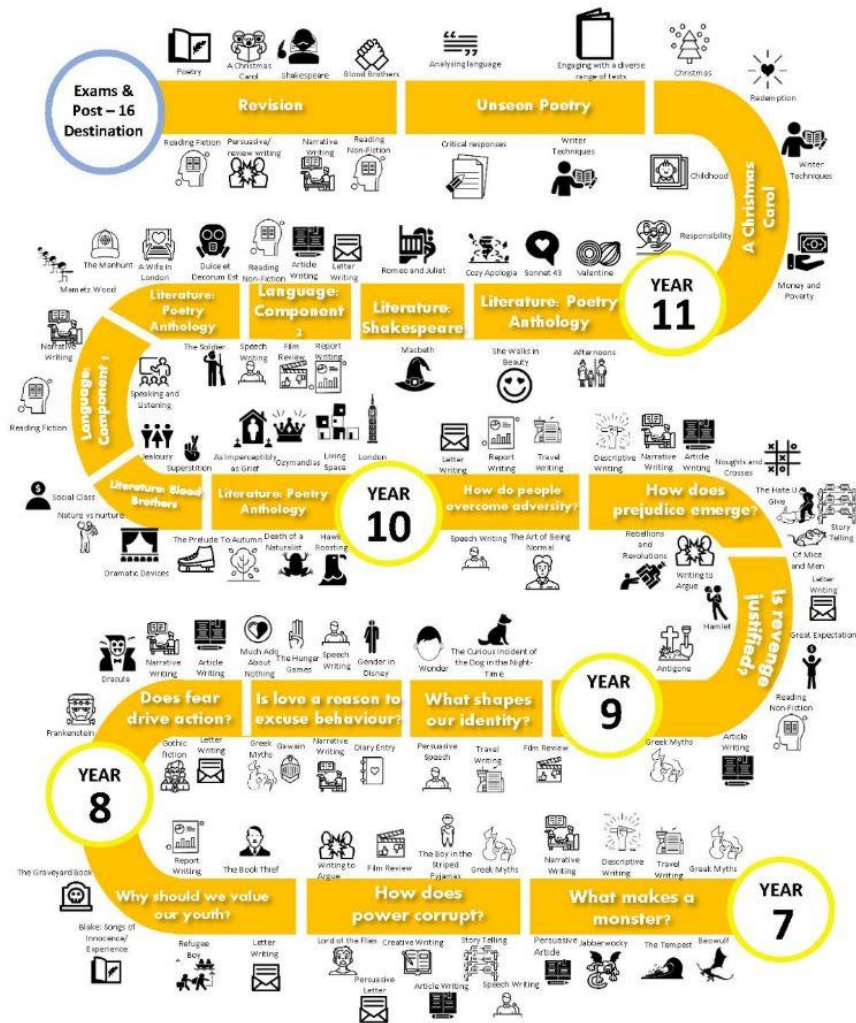 Poetry
A Christmas
Carol
Shakespeare
Blood Brothers
Analysing language
Engaging with a diverse
range of texts
Christmas
Redemption
Exams &
Post – 16
Destination
Revision
Unseen Poetry
A Christmas
Carol
Reading Fiction
Persuasive/
review writing
Narrative
Writing
Reading
Non-Fiction
Critical responses
Writer
Techniques
Childhood
Writer
Techniques
Responsibility
Money and
Poverty
Mametz Wood
The Manhunt
A Wife in
London
Dulce et
Decorum Est
Reading
Non-Fiction
Article
Writing
Letter
Writing
Romeo and Juliet
Cozy Apologia
Sonnet 43
Valentine
YEAR
11
Literature:
Poetry
Anthology
Language:
Component
2
Literature:
Shakespeare
Literature: Poetry
Anthology
Narrative
Writing
Reading Fiction
Language:
Component 1
Speaking and
Listening
The Soldier
Speech
Writing
Film
Review
Report
Writing
Macbeth
She Walks in
Beauty
Afternoons
Jealousy
Superstition
As Imperceptibly
as Grief
Ozymandias
Living
Space
London
Letter
Writing
Report
Writing
Travel
Writing
Descriptive
Writing
Narrative
Writing
Article
Writing
Noughts and
Crosses
Social Class
Literature: Blood
Brothers
Literature: Poetry
Anthology
YEAR
10
How do people
overcome adversity?
How does
prejudice emerge?
The Hate U
Give
Story
Telling
Of Mice
and Men
Nature vs nurture
Dramatic Devices
The Prelude
To Autumn
Death of a
Naturalist
Hawk
Roosting
Speech Writing
The Art of Being
Normal
Rebellions
and
Revolutions
Writing to
Argue
Hamlet
Is revenge
justified?
Letter
Writing
Great Expectation
Antigone
Reading
Non-Fiction
Dracula
Narrative
Writing
Article
Writing
Much Ado
About
Nothing
The Hunger
Games
Speech
Writing
Gender in
Disney
Wonder
The Curious Incident of
the Dog in the Night-
Time
Does fear
drive action?
Is love a reason to
excuse behaviour?
What shapes
our identity?
YEAR
9
Frankenstein
Gothic
Fiction
Letter
Writing
Greek
Myths
Gawain
Narrative
Writing
Diary Entry
Persuasive
Speech
Travel
Writing
Film Review
Greek Myths
Article
Writing
YEAR
8
Report
Writing
The Book Thief
Writing to
Argue
Film Review
The Boy in the
Striped
Pyjamas
Greek Myths
Narrative
Writing
Descriptive
Writing
Travel
Writing
Greek Myths
The Graveyard Book
Why should we value
our youth?
How does
power corrupt?
What makes a
monster?
YEAR
7
Blake: Songs of
Innocence/
Experience
Refugee
Boy
Letter
Writing
Lord of the Flies
Persuasive
Letter
Creative Writing
Article Writing
Story Telling
Speech Writing
Persuasive
Article
Jabberwocky
The Tempest
Beowulf